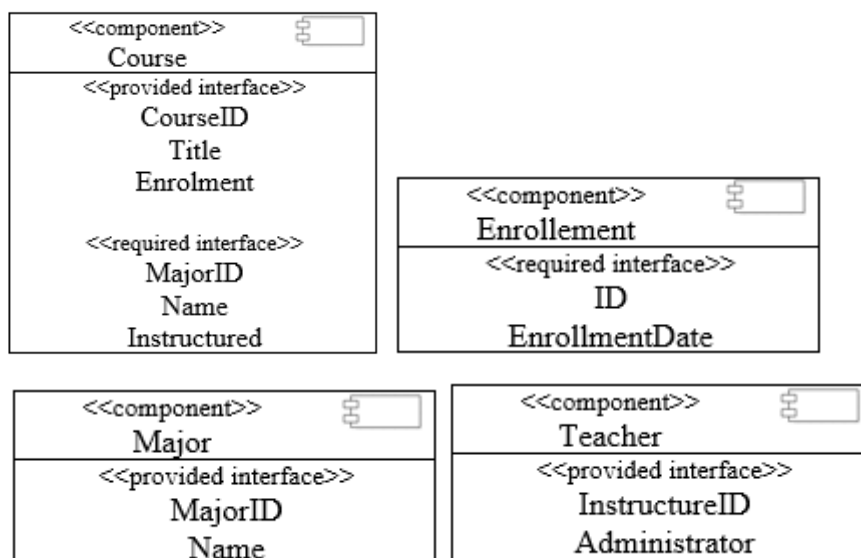 <<component>>
Course
<<provided interface>>
CourseID
Title
Enrolment
<<required interface>>
MajorID
Name
Instructured
<<component>>
Enrollement
<<required interface>>
ID
EnrollmentDate
<<component>>
Major
<<provided interface>>
MajorID
Name
<<component>>
Teacher
<<provided interface>>
InstructureID
Administrator